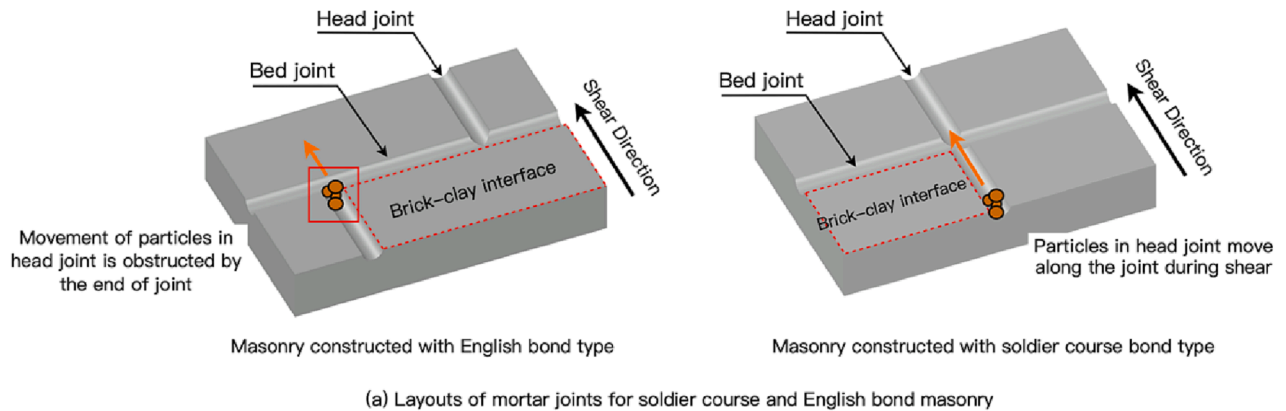 Head joint
Bed joint
Shear Direction
Brick-clay interface
Movement of particles in
head joint is obstructed by
the end of joint
Masonry constructed with English bond type
Head joint
Bed joint
Shear Direction
Brick-clay interface
Particles in head joint move
along the joint during shear
Masonry constructed with soldier course bond type
(a) Layouts of mortar joints for soldier course and English bond masonry